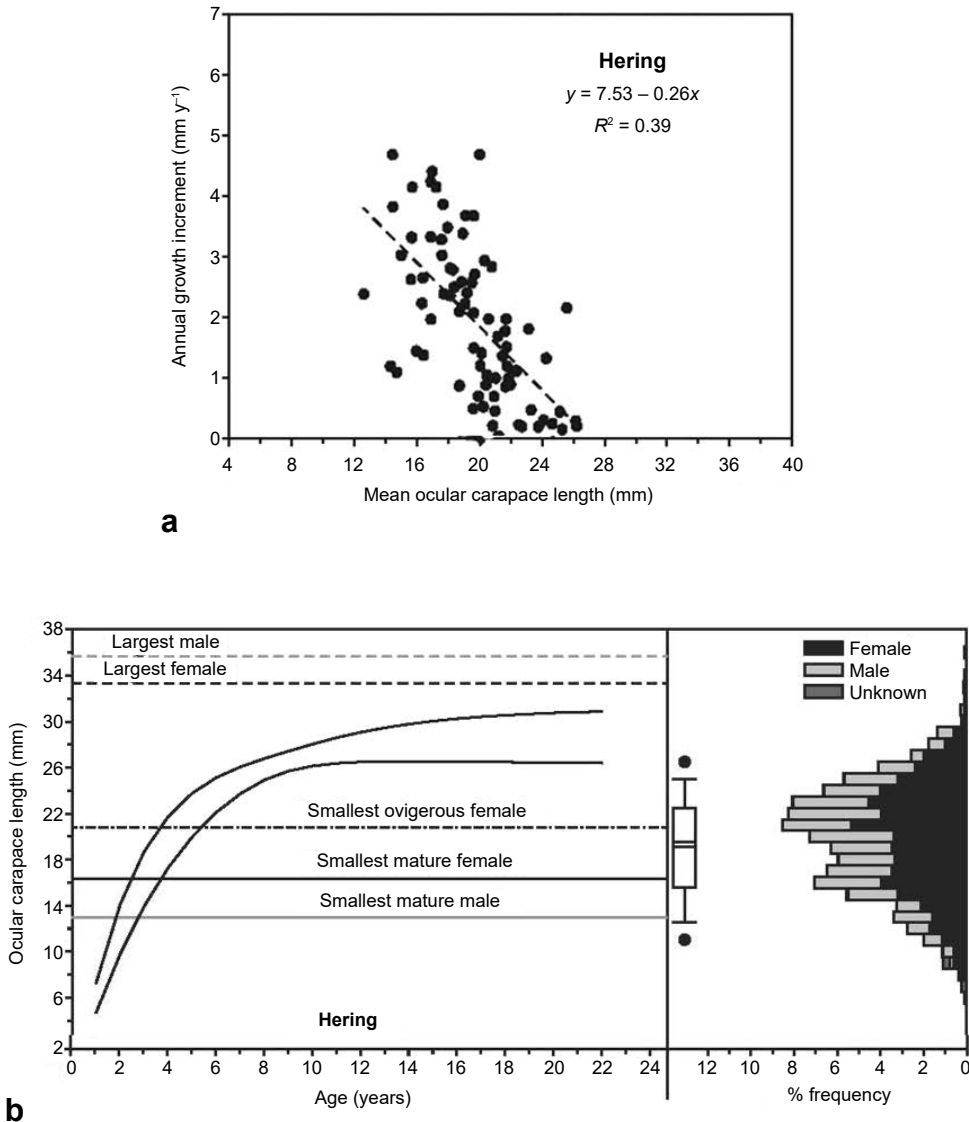 7
6
5
4
3
2
1
0
Annual growth increment (mm y⁻¹)
Hering
y = 7.53 – 0.26x
R² = 0.39
4 8 12 16 20 24 28 32 36 40
Mean ocular carapace length (mm)
a
38
34
30
26
22
18
14
10
6
2
Ocular carapace length (mm)
Largest male
Largest female
Smallest ovigerous female
Smallest mature female
Smallest mature male
Hering
Female
Male
Unknown
0 2 4 6 8 10 12 14 16 18 20 22 24
12 10 8 6 4 2 0
Age (years)
% frequency
b